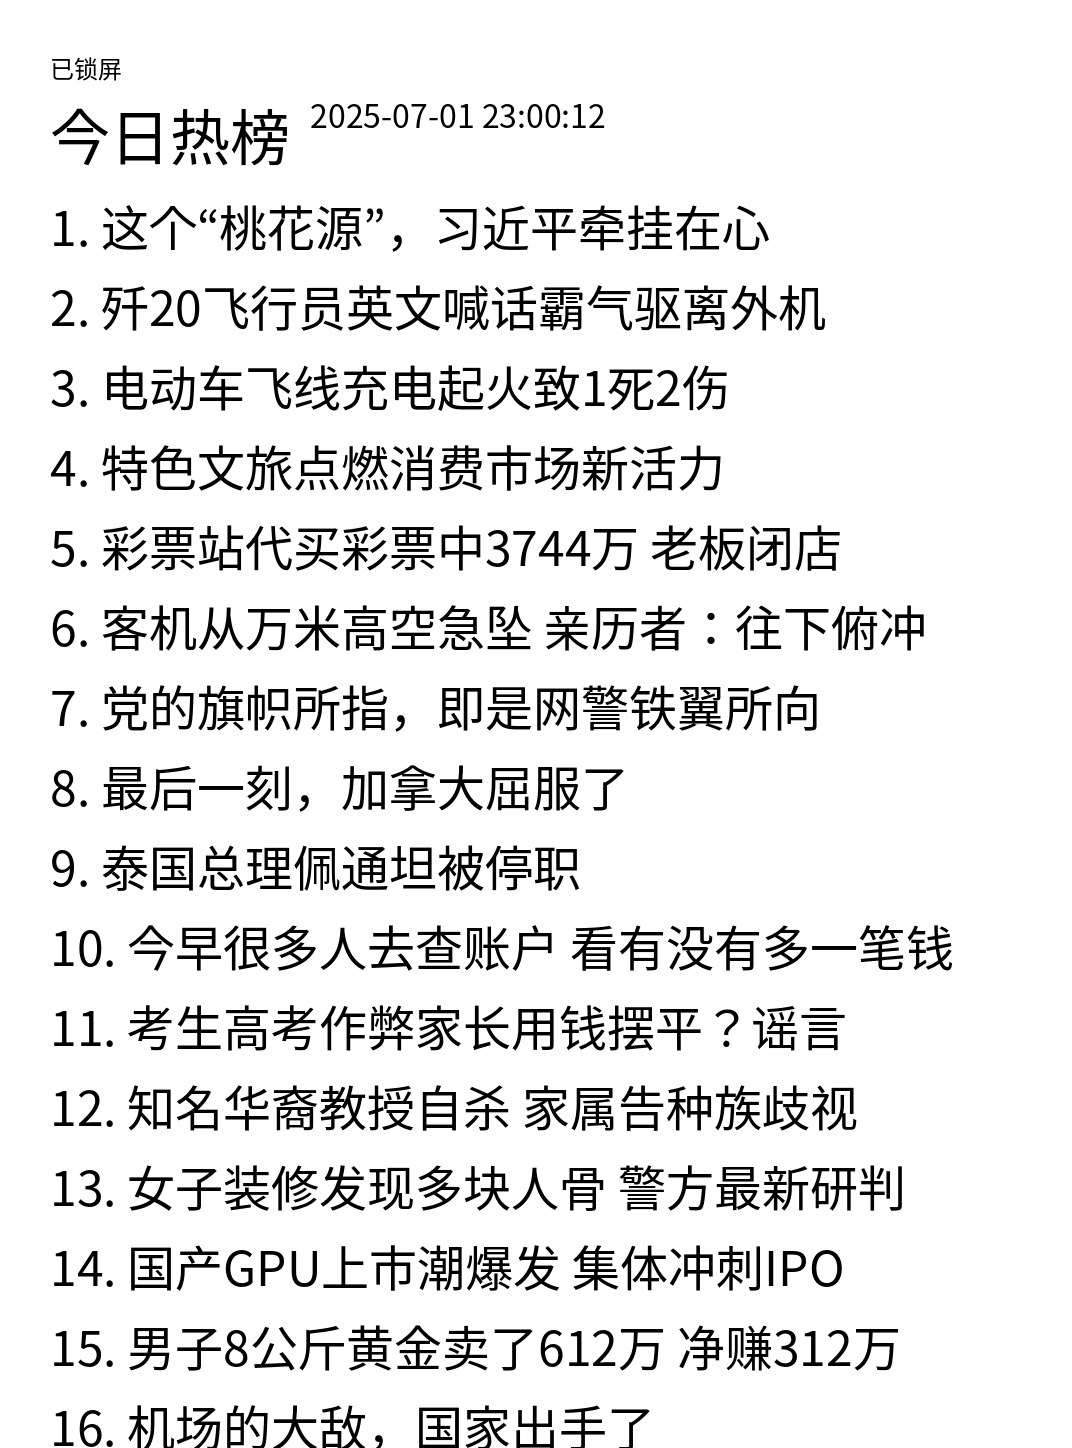 已锁屏
今日热榜 2025-07-01 23:00:12
1. 这个“桃花源”，习近平牵挂在心
2. 歼20飞行员英文喊话霸气驱离外机
3. 电动车飞线充电起火致1死2伤
4. 特色文旅点燃消费市场新活力
5. 彩票站代买彩票中3744万 老板闭店
6. 客机从万米高空急坠 亲历者：往下俯冲
7. 党的旗帜所指，即是网警铁翼所向
8. 最后一刻，加拿大屈服了
9. 泰国总理佩通坦被停职
10. 今早很多人去查账户 看有没有多一笔钱
11. 考生高考作弊家长用钱摆平？谣言
12. 知名华裔教授自杀 家属告种族歧视
13. 女子装修发现多块人骨 警方最新研判
14. 国产GPU上市潮爆发 集体冲刺IPO
15. 男子8公斤黄金卖了612万 净赚312万
16. 机场的大敌，国家出手了